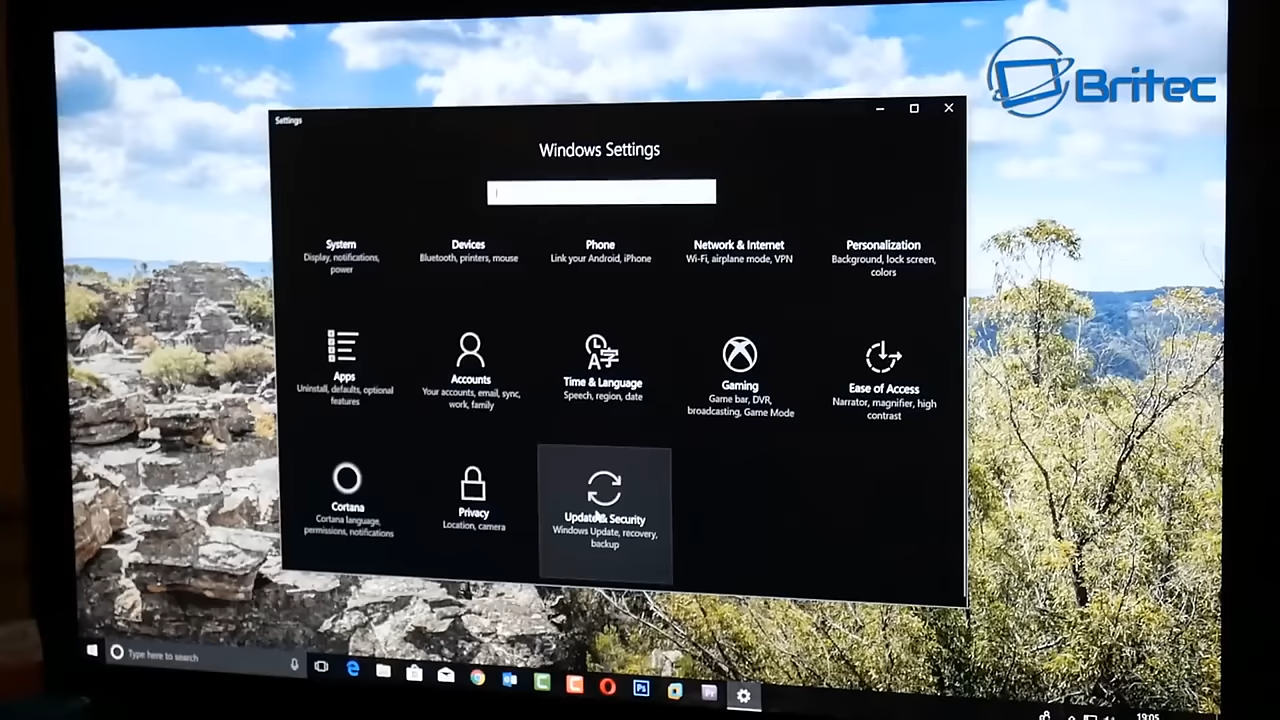 Britec
Settings
Windows Settings
System
Display, notifications,
power
Devices
Bluetooth, printers, mouse
Phone
Link your Android, iPhone
Network & Internet
Wi-Fi, airplane mode, VPN
Personalization
Background, lock screen,
colors
Apps
Uninstall, defaults, optional
features
Accounts
Your accounts, email, sync,
work, family
Time & Language
Speech, region, date
Gaming
Game bar, DVR,
broadcasting, Game Mode
Ease of Access
Narrator, magnifier, high
contrast
Cortana
Cortana language,
permissions, notifications
Privacy
Location, camera
Update & Security
Windows Update, recovery,
backup
Type here to search
Ps
Pr
19:05